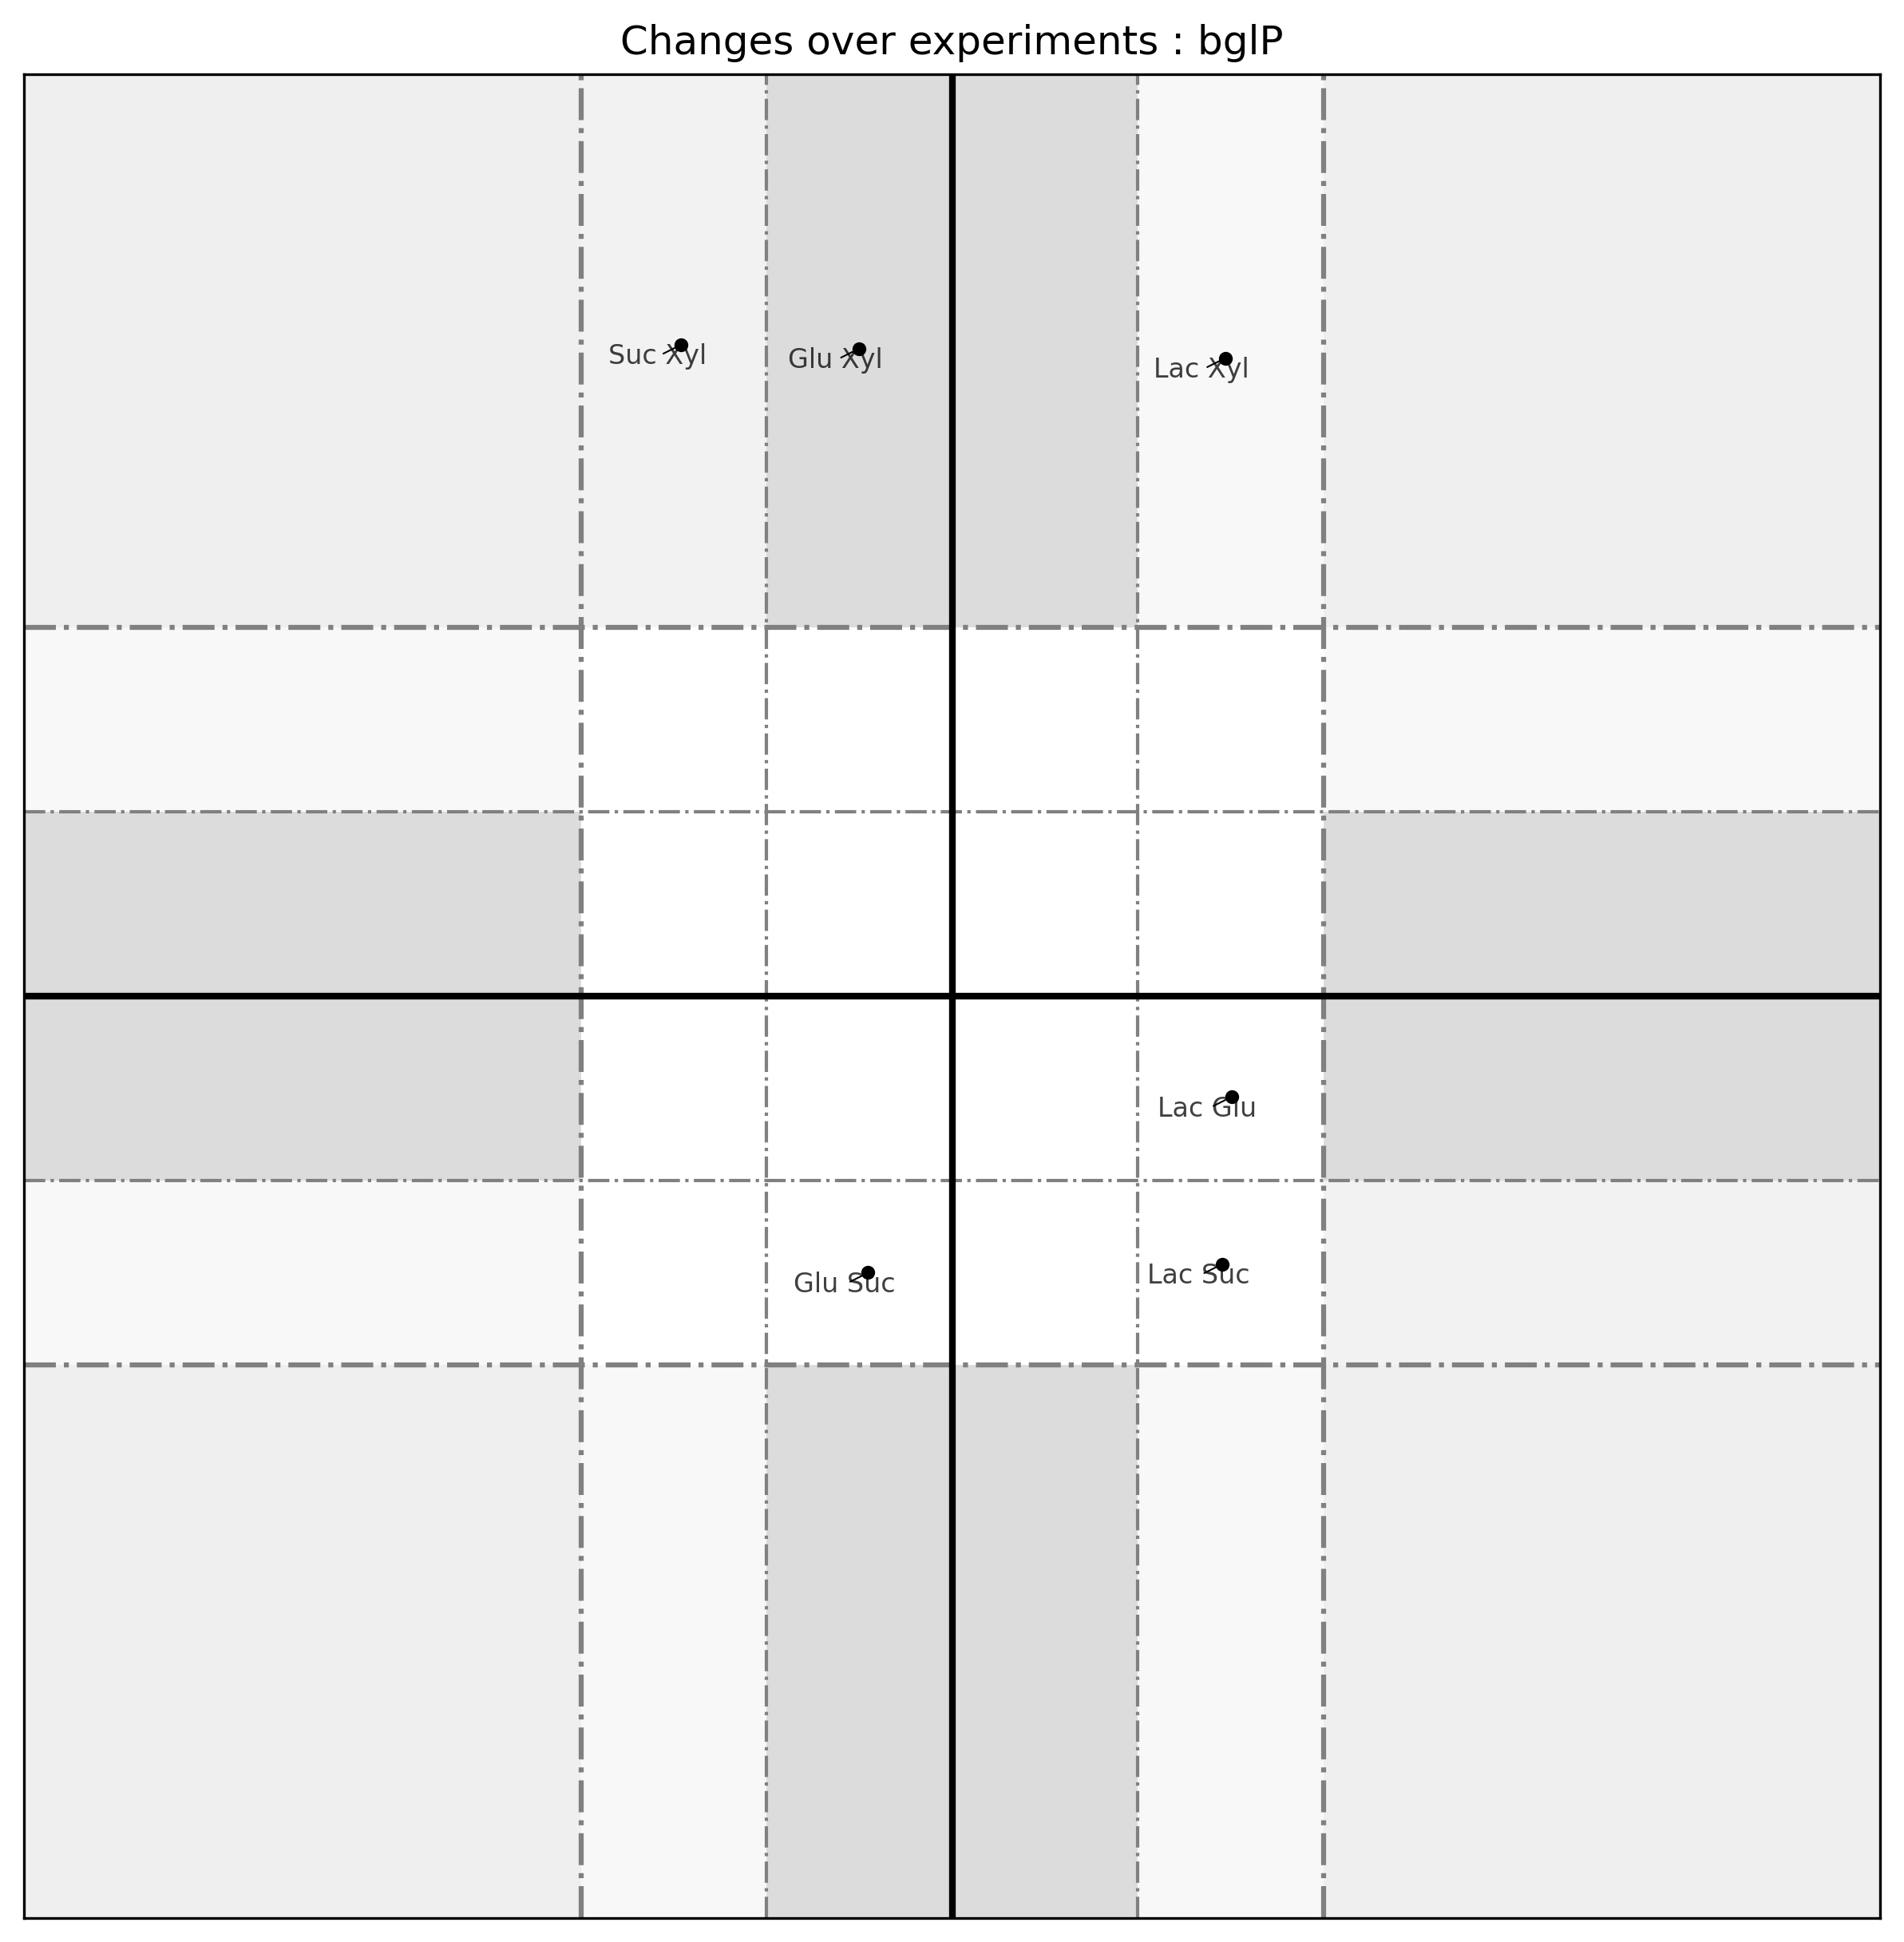 Changes over experiments : bglP
Suc Xyl
Glu Xyl
Lac Xyl
Lac Glu
Glu Suc
Lac Suc